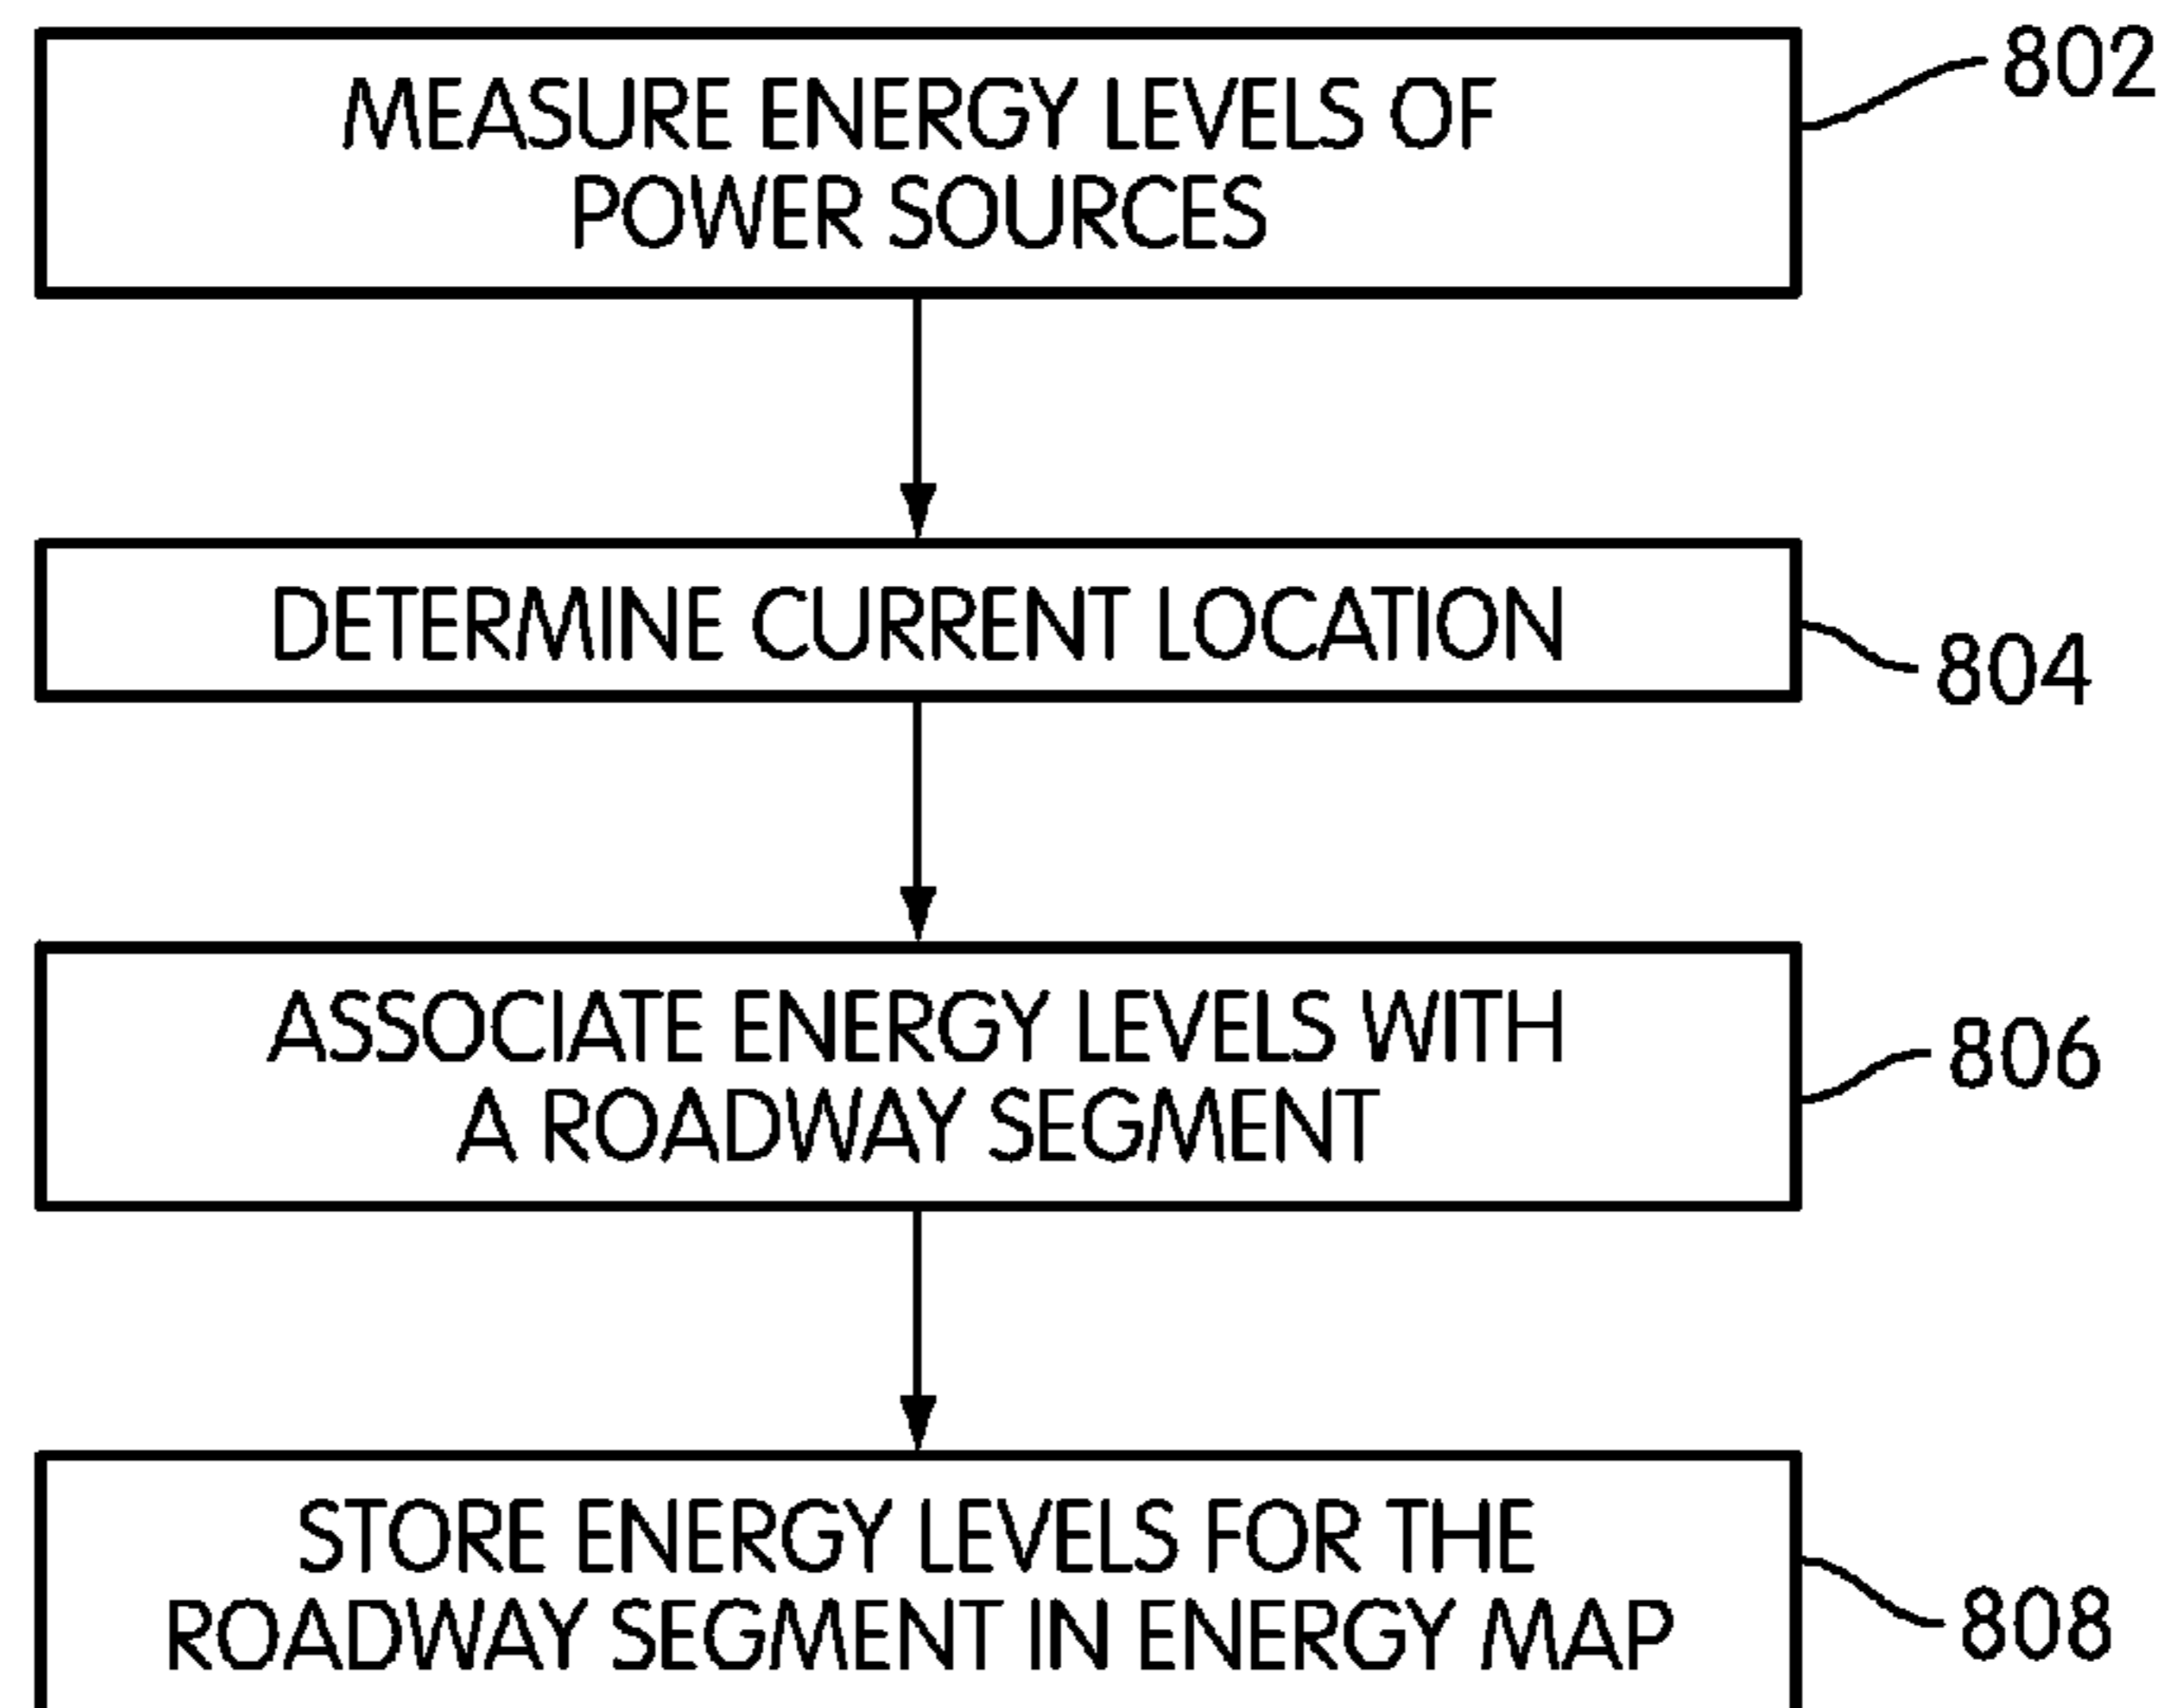 MEASURE ENERGY LEVELS OF
POWER SOURCES
802
DETERMINE CURRENT LOCATION
804
ASSOCIATE ENERGY LEVELS WITH
A ROADWAY SEGMENT
806
STORE ENERGY LEVELS FOR THE
ROADWAY SEGMENT IN ENERGY MAP
808